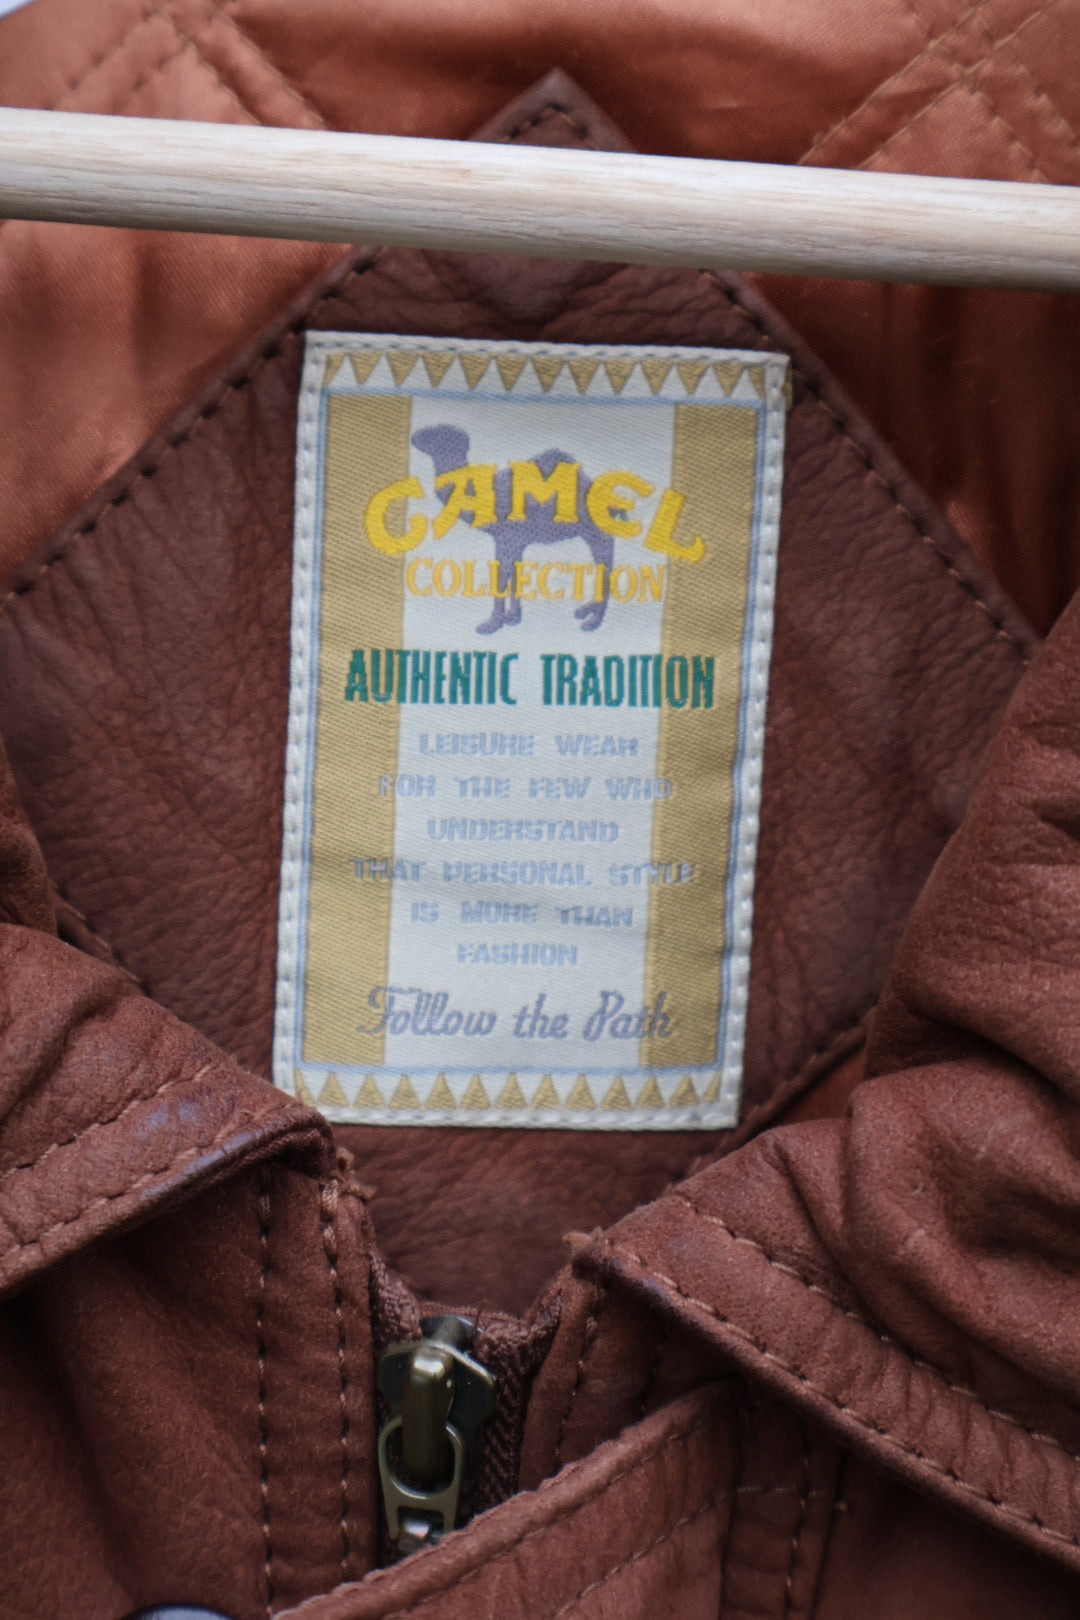 CAMEL
COLLECTION
AUTHENTIC TRADITION
LEISURE WEAR
FOR THE FEW WHO
UNDERSTAND
THAT PERSONAL STYLE
IS MORE THAN
FASHION
Follow the Path